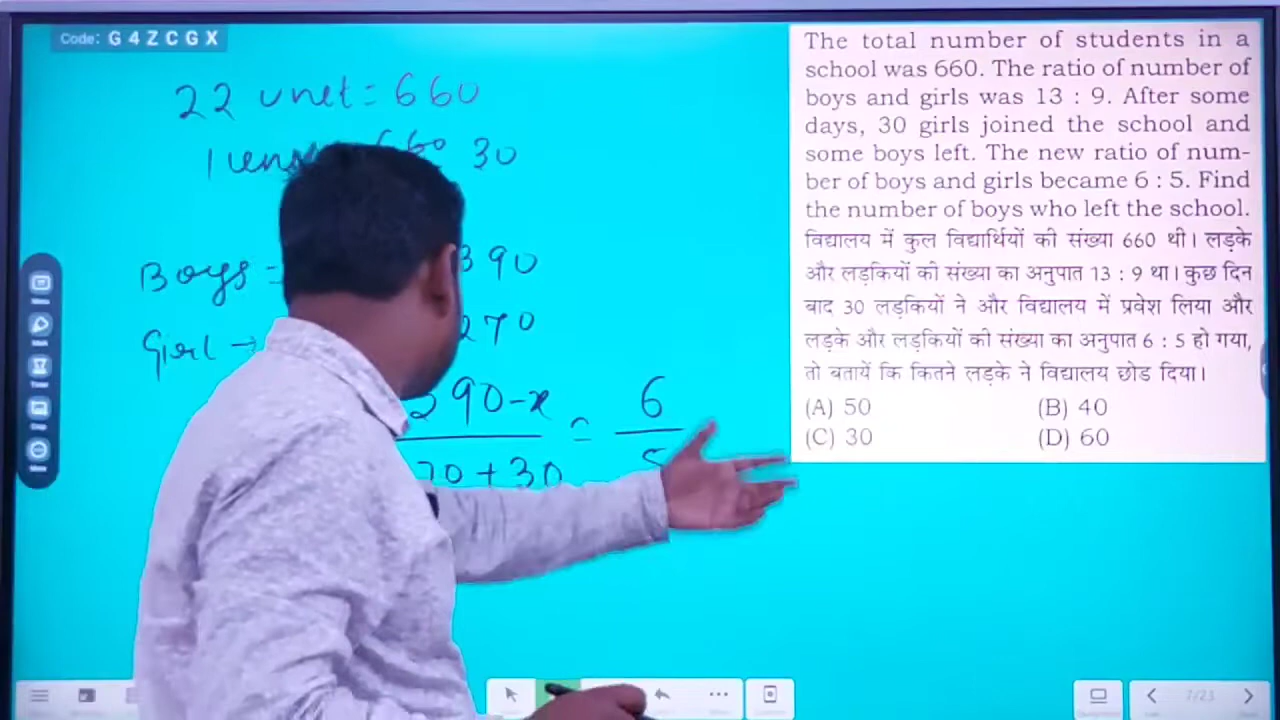 Code: G 4 Z C G X
22 unit = 660
660 30
Boys = 390
Girl → 270
390-x = 6
70 + 30
The total number of students in a
school was 660. The ratio of number of
boys and girls was 13 : 9. After some
days, 30 girls joined the school and
some boys left. The new ratio of num-
ber of boys and girls became 6 : 5. Find
the number of boys who left the school.
विद्यालय में कुल विद्यार्थियों की संख्या 660 थी। लड़के
और लड़कियों की संख्या का अनुपात 13 : 9 था। कुछ दिन
बाद 30 लड़कियों ने और विद्यालय में प्रवेश लिया और
लड़के और लड़कियों की संख्या का अनुपात 6 : 5 हो गया,
तो बतायें कि कितने लड़के ने विद्यालय छोड दिया।
(A) 50 (B) 40
(C) 30 (D) 60
7/23